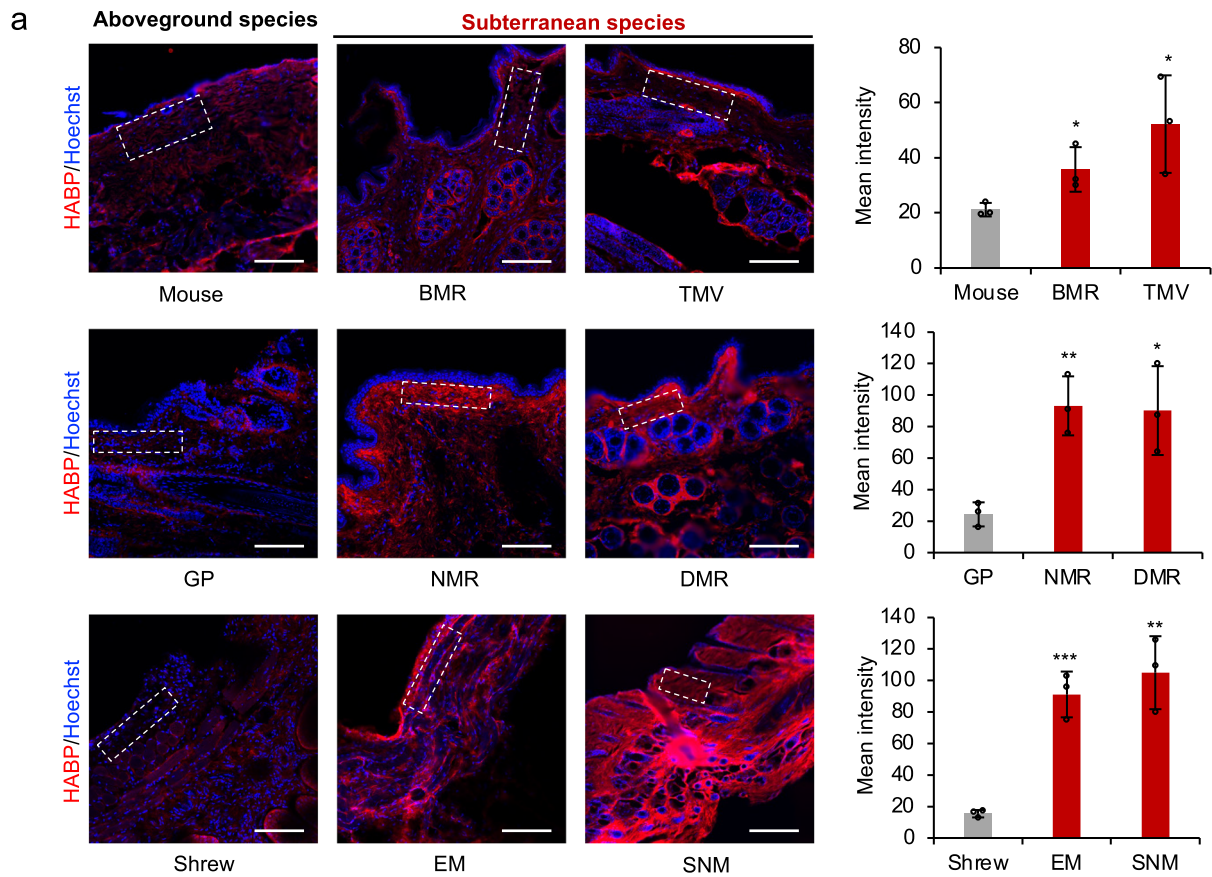 a
Aboveground species
Subterranean species
HABP/Hoechst
Mouse
BMR
TMV
Mean intensity
80
60
40
20
0
*
*
Mouse
BMR
TMV
HABP/Hoechst
GP
NMR
DMR
Mean intensity
140
120
100
80
60
40
20
0
**
*
GP
NMR
DMR
HABP/Hoechst
Shrew
EM
SNM
Mean intensity
140
120
100
80
60
40
20
0
***
**
Shrew
EM
SNM